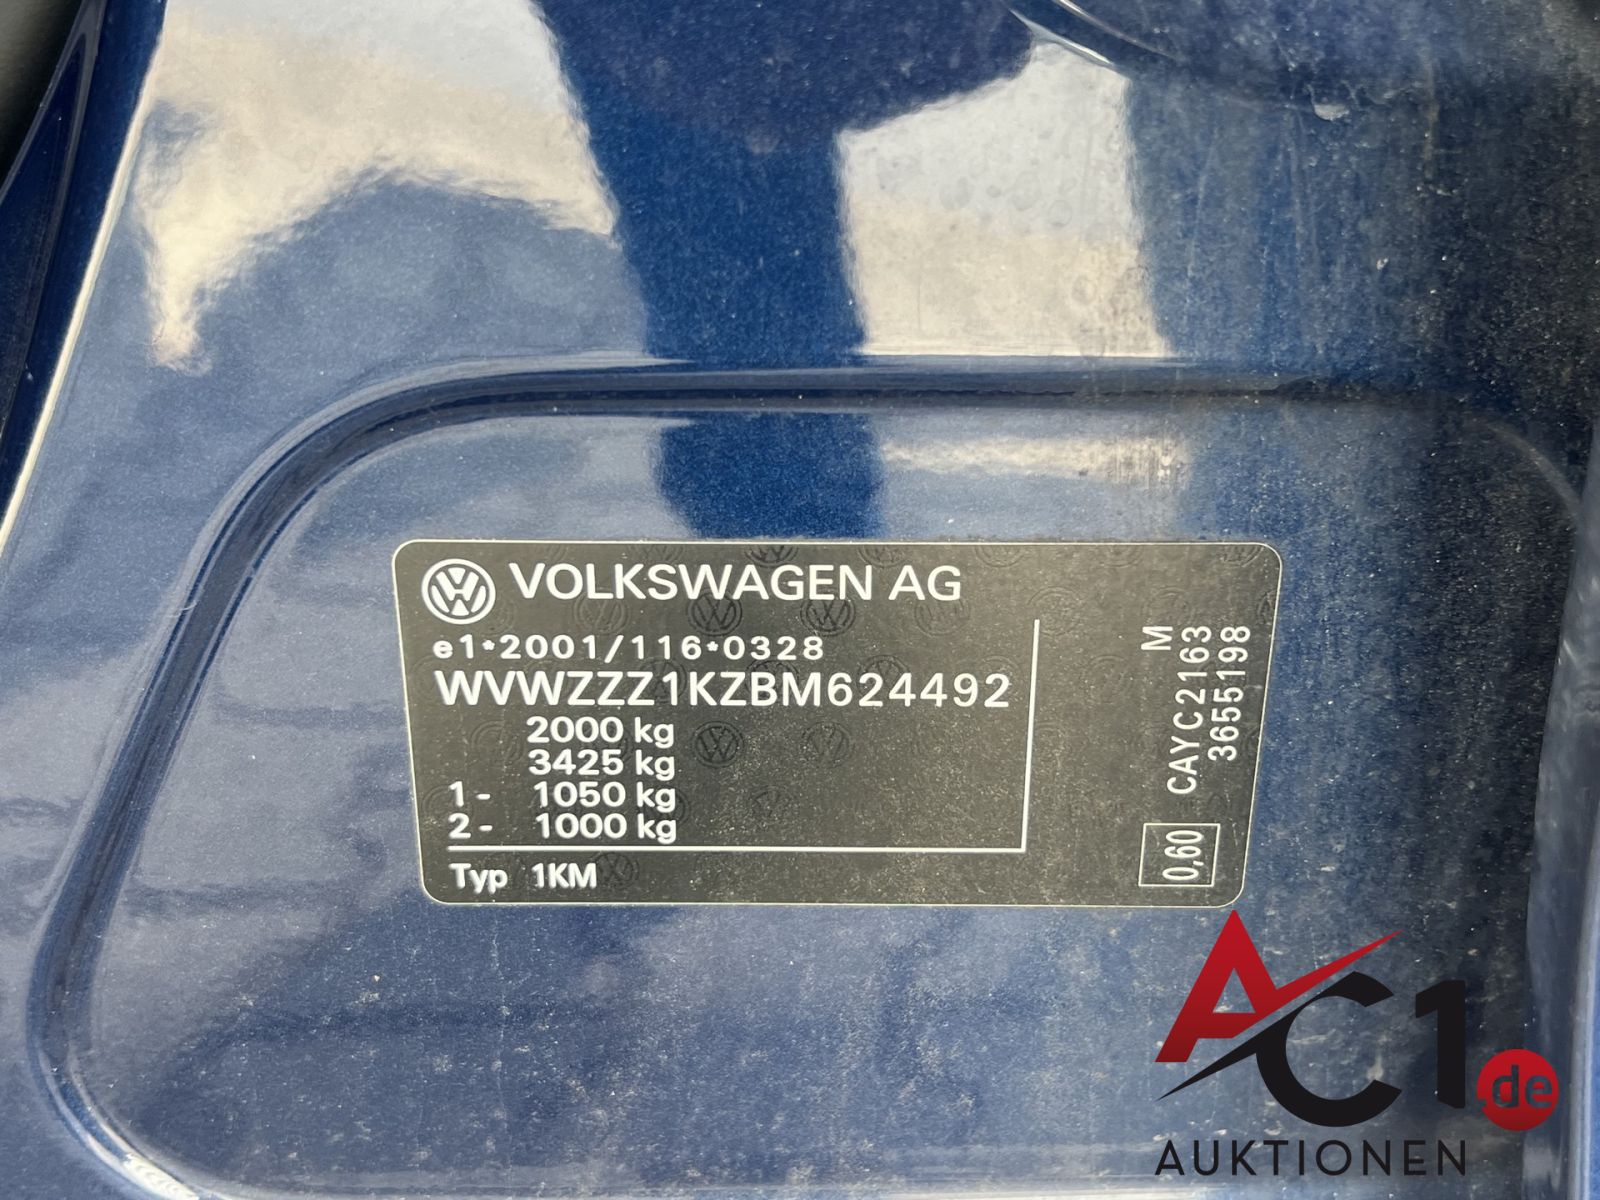 VOLKSWAGEN AG
e1*2001/116*0328
WVWZZZ1KZBM624492
2000 kg
3425 kg
1- 1050 kg
2- 1000 kg
Typ 1KM
M
CAYC2163
3655198
0,60
AC1.de
AUKTIONEN